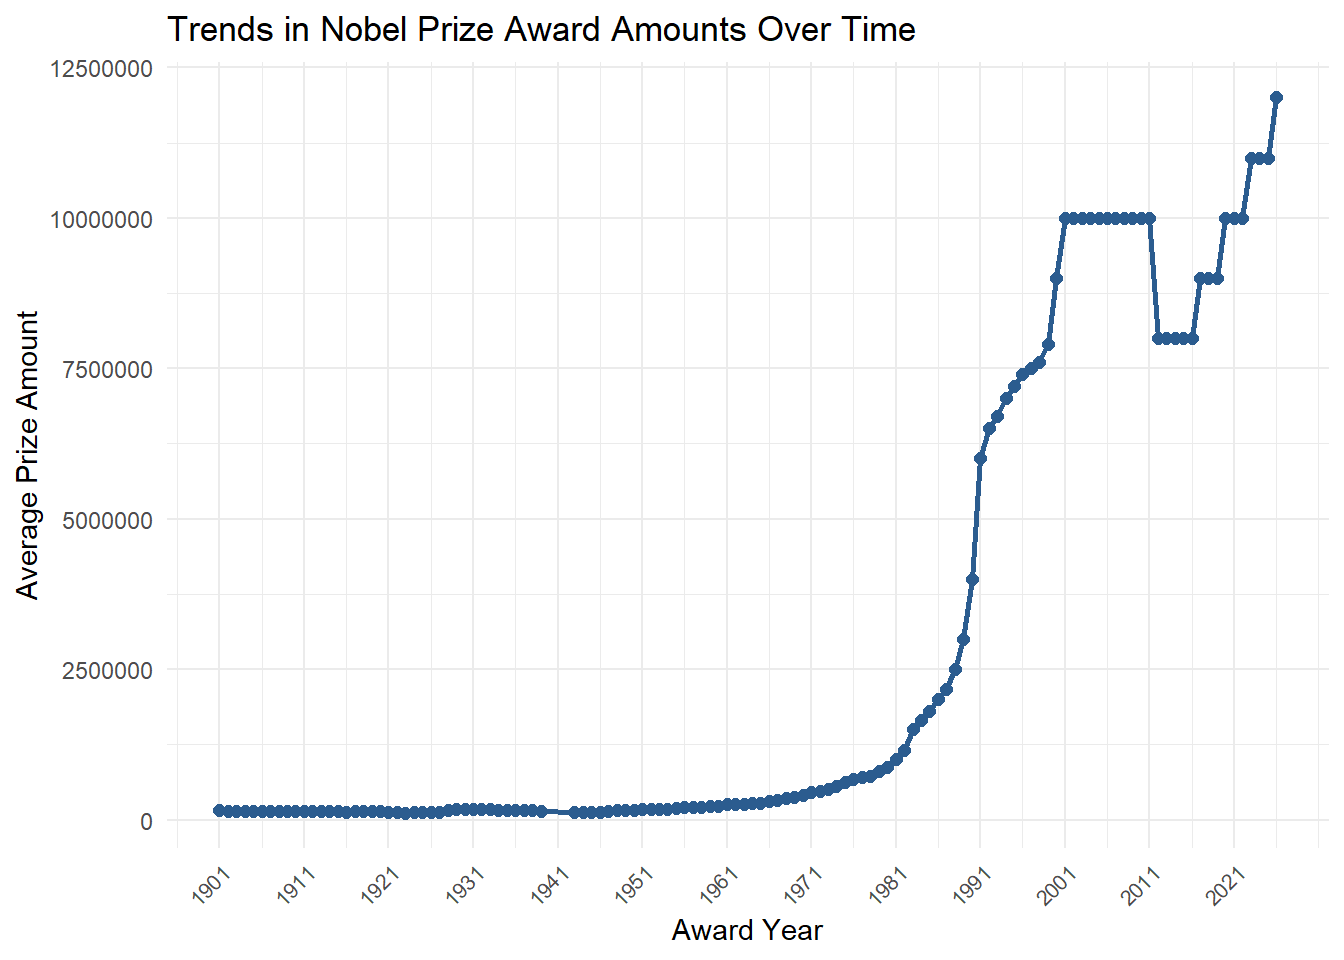 Trends in Nobel Prize Award Amounts Over Time
12500000
10000000
7500000
5000000
2500000
0
Average Prize Amount
1901 1911 1921 1931 1941 1951 1961 1971 1981 1991 2001 2011 2021
Award Year